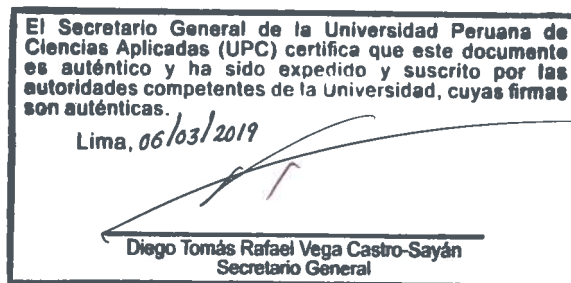 El Secretario General de la Universidad Peruana de
Ciencias Aplicadas (UPC) certifica que este documento
es auténtico y ha sido expedido y suscrito por las
autoridades competentes de la Universidad, cuyas firmas
son auténticas.
Lima, 06/03/2019
Diego Tomás Rafael Vega Castro-Sayán
Secretario General